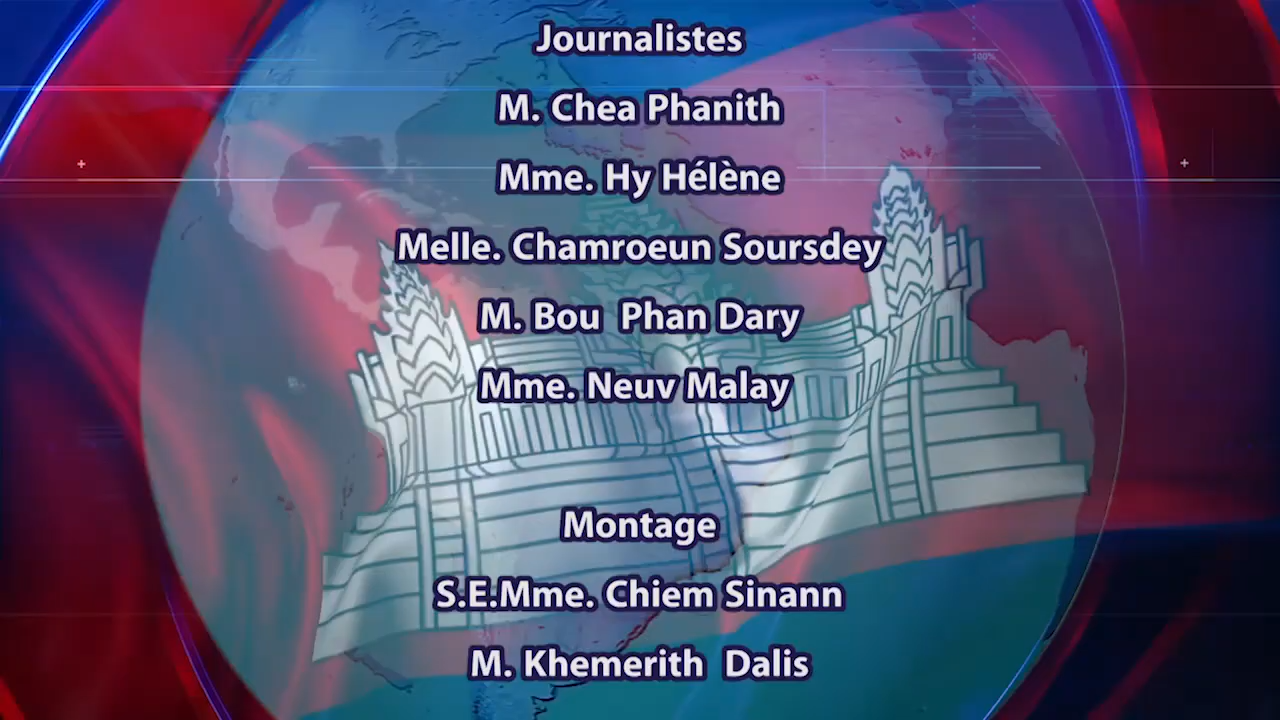 Journalistes
100%
M. Chea Phanith
Mme. Hy Hélène
Melle. Chamroeun Soursdey
M. Bou  Phan Dary
Mme. Neuv Malay
Montage
S.E.Mme. Chiem Sinann
M. Khemerith  Dalis